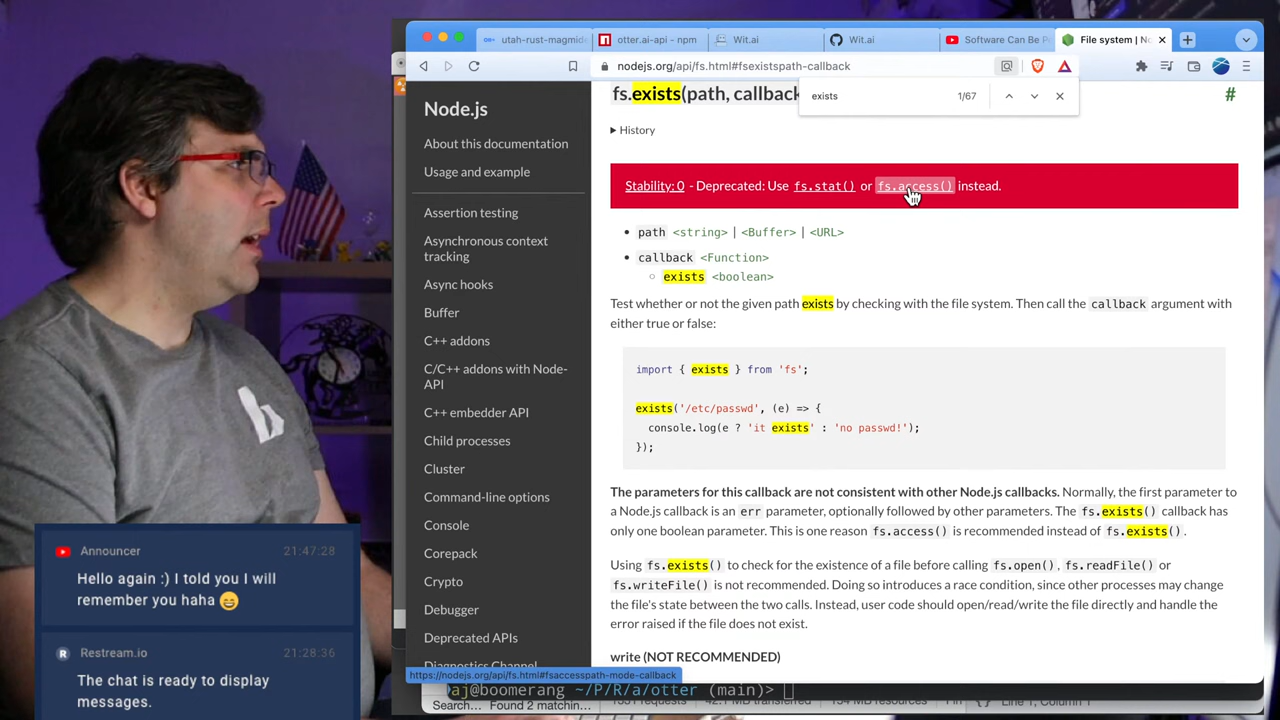 utah-rust-magmide
otter.ai-api - npm
Wit.ai
Wit.ai
Software Can Be P
File system | No
nodejs.org/api/fs.html#fsexistspath-callback
exists
1/67
Node.js
About this documentation
Usage and example
Assertion testing
Asynchronous context
tracking
Async hooks
Buffer
C++ addons
C/C++ addons with Node-
API
C++ embedder API
Child processes
Cluster
Command-line options
Console
Corepack
Crypto
Debugger
Deprecated APIs
Diagnostics Channel
fs.exists(path, callback
#
▶ History
Stability: 0 - Deprecated: Use fs.stat() or fs.access() instead.
• path <string> | <Buffer> | <URL>
• callback <Function>
○ exists <boolean>
Test whether or not the given path exists by checking with the file system. Then call the callback argument with
either true or false:
import { exists } from 'fs';
exists('/etc/passwd', (e) => {
console.log(e ? 'it exists' : 'no passwd!');
});
The parameters for this callback are not consistent with other Node.js callbacks. Normally, the first parameter to
a Node.js callback is an err parameter, optionally followed by other parameters. The fs.exists() callback has
only one boolean parameter. This is one reason fs.access() is recommended instead of fs.exists().
Using fs.exists() to check for the existence of a file before calling fs.open(), fs.readFile() or
fs.writeFile() is not recommended. Doing so introduces a race condition, since other processes may change
the file's state between the two calls. Instead, user code should open/read/write the file directly and handle the
error raised if the file does not exist.
write (NOT RECOMMENDED)
https://nodejs.org/api/fs.html#fsaccesspath-mode-callback
aj@boomerang ~/P/R/a/otter (main)>
Search... Found 2 matchin...
Line 1, Column 1
Announcer 21:47:28
Hello again :) I told you I will
remember you haha 😄
Restream.io 21:28:36
The chat is ready to display
messages.